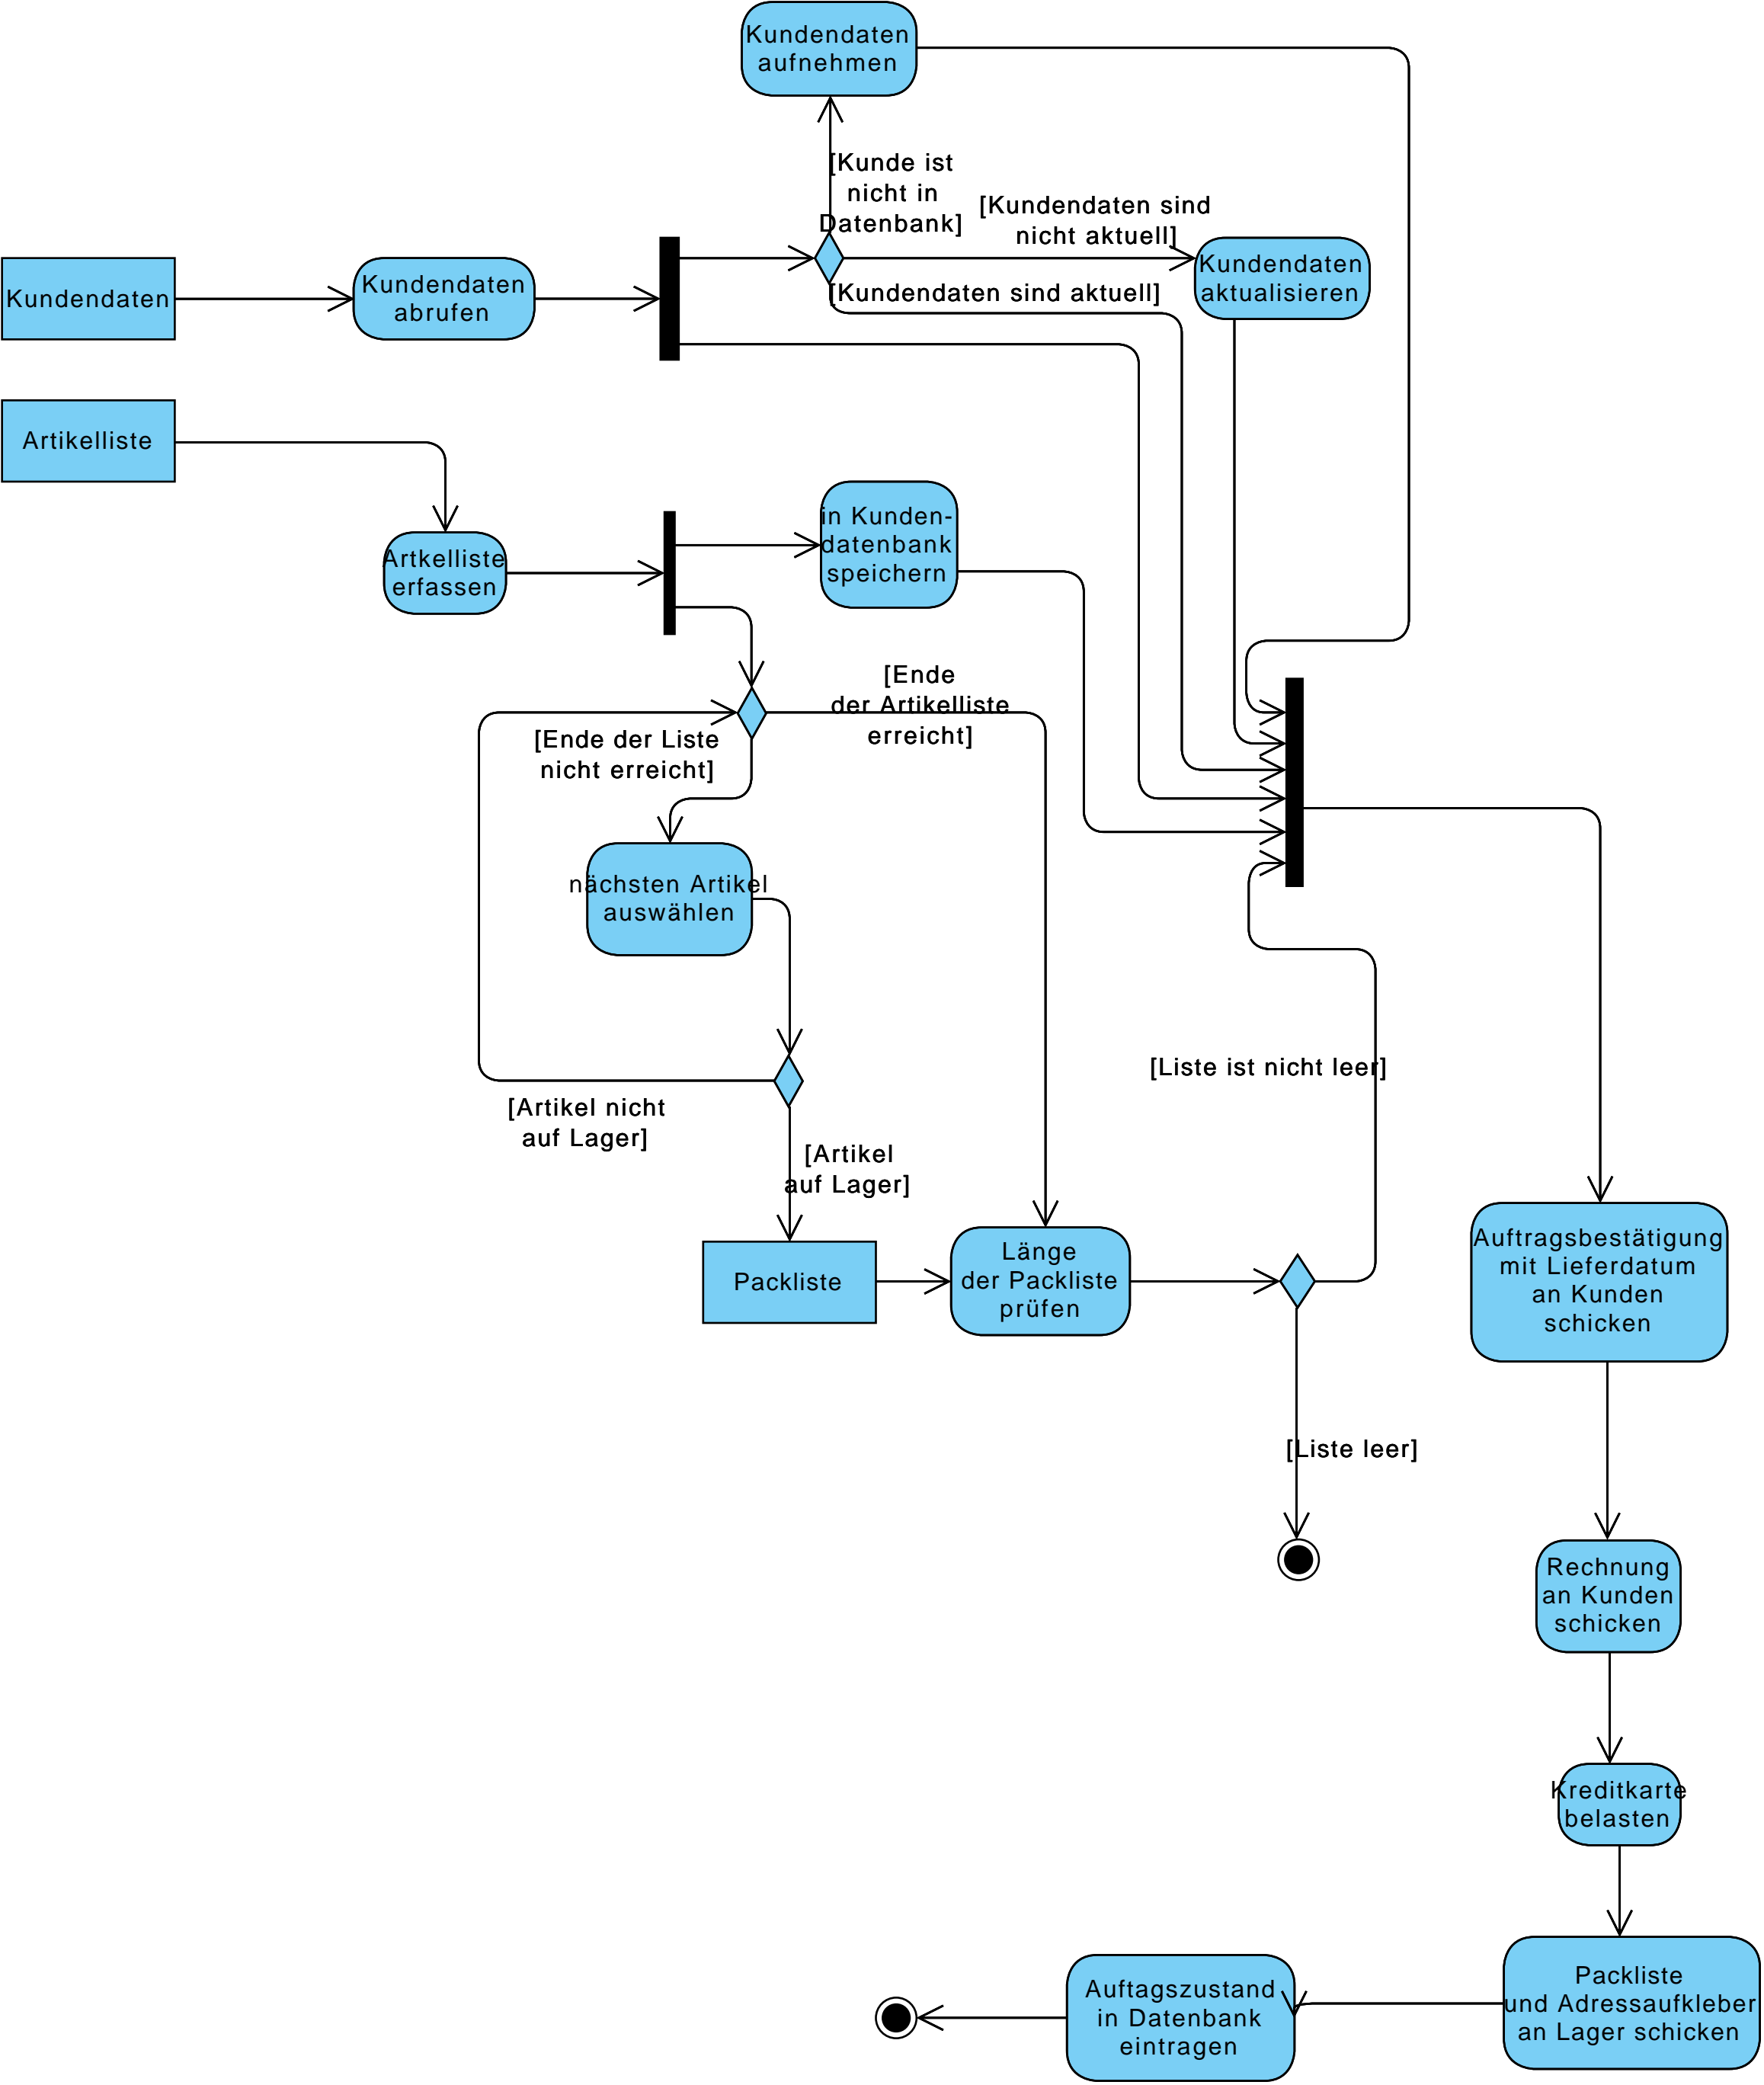 Kundendaten
aufnehmen
[Kunde ist
nicht in
Datenbank]
[Kundendaten sind
nicht aktuell]
Kundendaten
Kundendaten
abrufen
Kundendaten
aktualisieren
[Kundendaten sind aktuell]
Artikelliste
in Kunden-
datenbank
speichern
Artkelliste
erfassen
[Ende
der Artikelliste
erreicht]
[Ende der Liste
nicht erreicht]
nächsten Artikel
auswählen
[Liste ist nicht leer]
[Artikel nicht
auf Lager]
[Artikel
auf Lager]
Packliste
Länge
der Packliste
prüfen
Auftragsbestätigung
mit Lieferdatum
an Kunden
schicken
[Liste leer]
Rechnung
an Kunden
schicken
Kreditkarte
belasten
Packliste
und Adressaufkleber
an Lager schicken
Auftagszustand
in Datenbank
eintragen